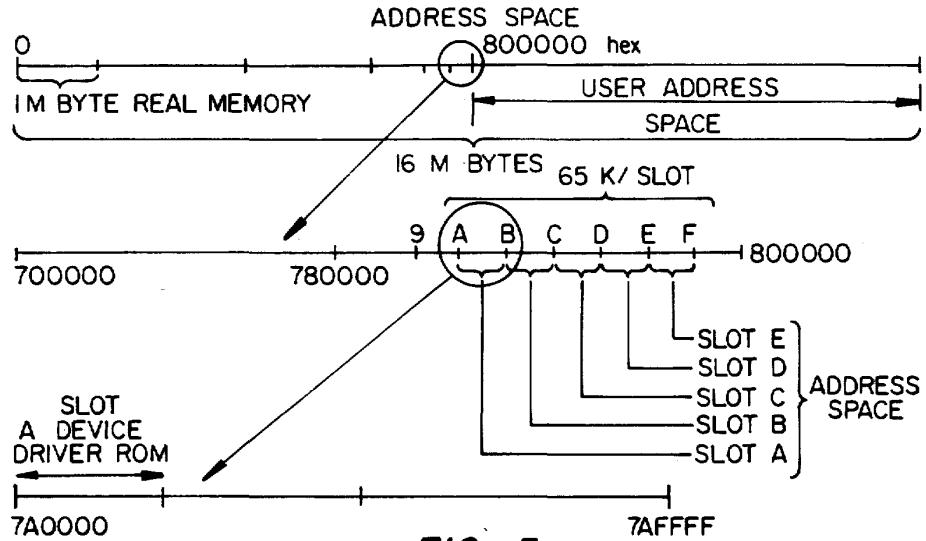 ADDRESS SPACE
0 800000 hex
1M BYTE REAL MEMORY
USER ADDRESS
SPACE
16 M BYTES
65 K/ SLOT
9 A B C D E F
700000 780000 800000
SLOT E
SLOT D
SLOT C
SLOT B
SLOT A
ADDRESS
SPACE
SLOT
A DEVICE
DRIVER ROM
7A0000 7AFFFF